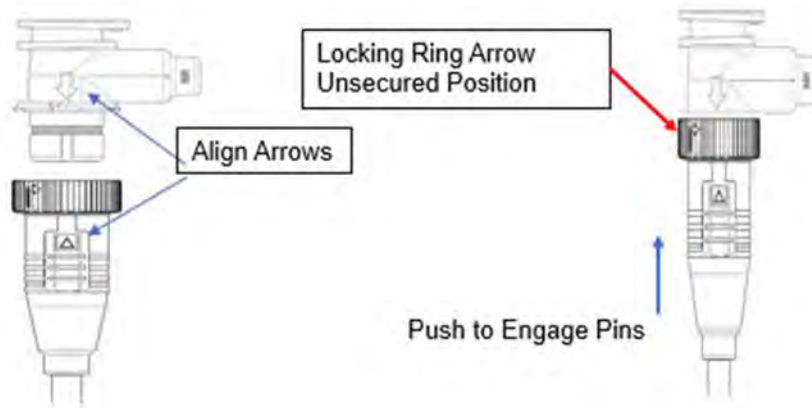 Locking Ring Arrow
Unsecured Position
Align Arrows
Push to Engage Pins